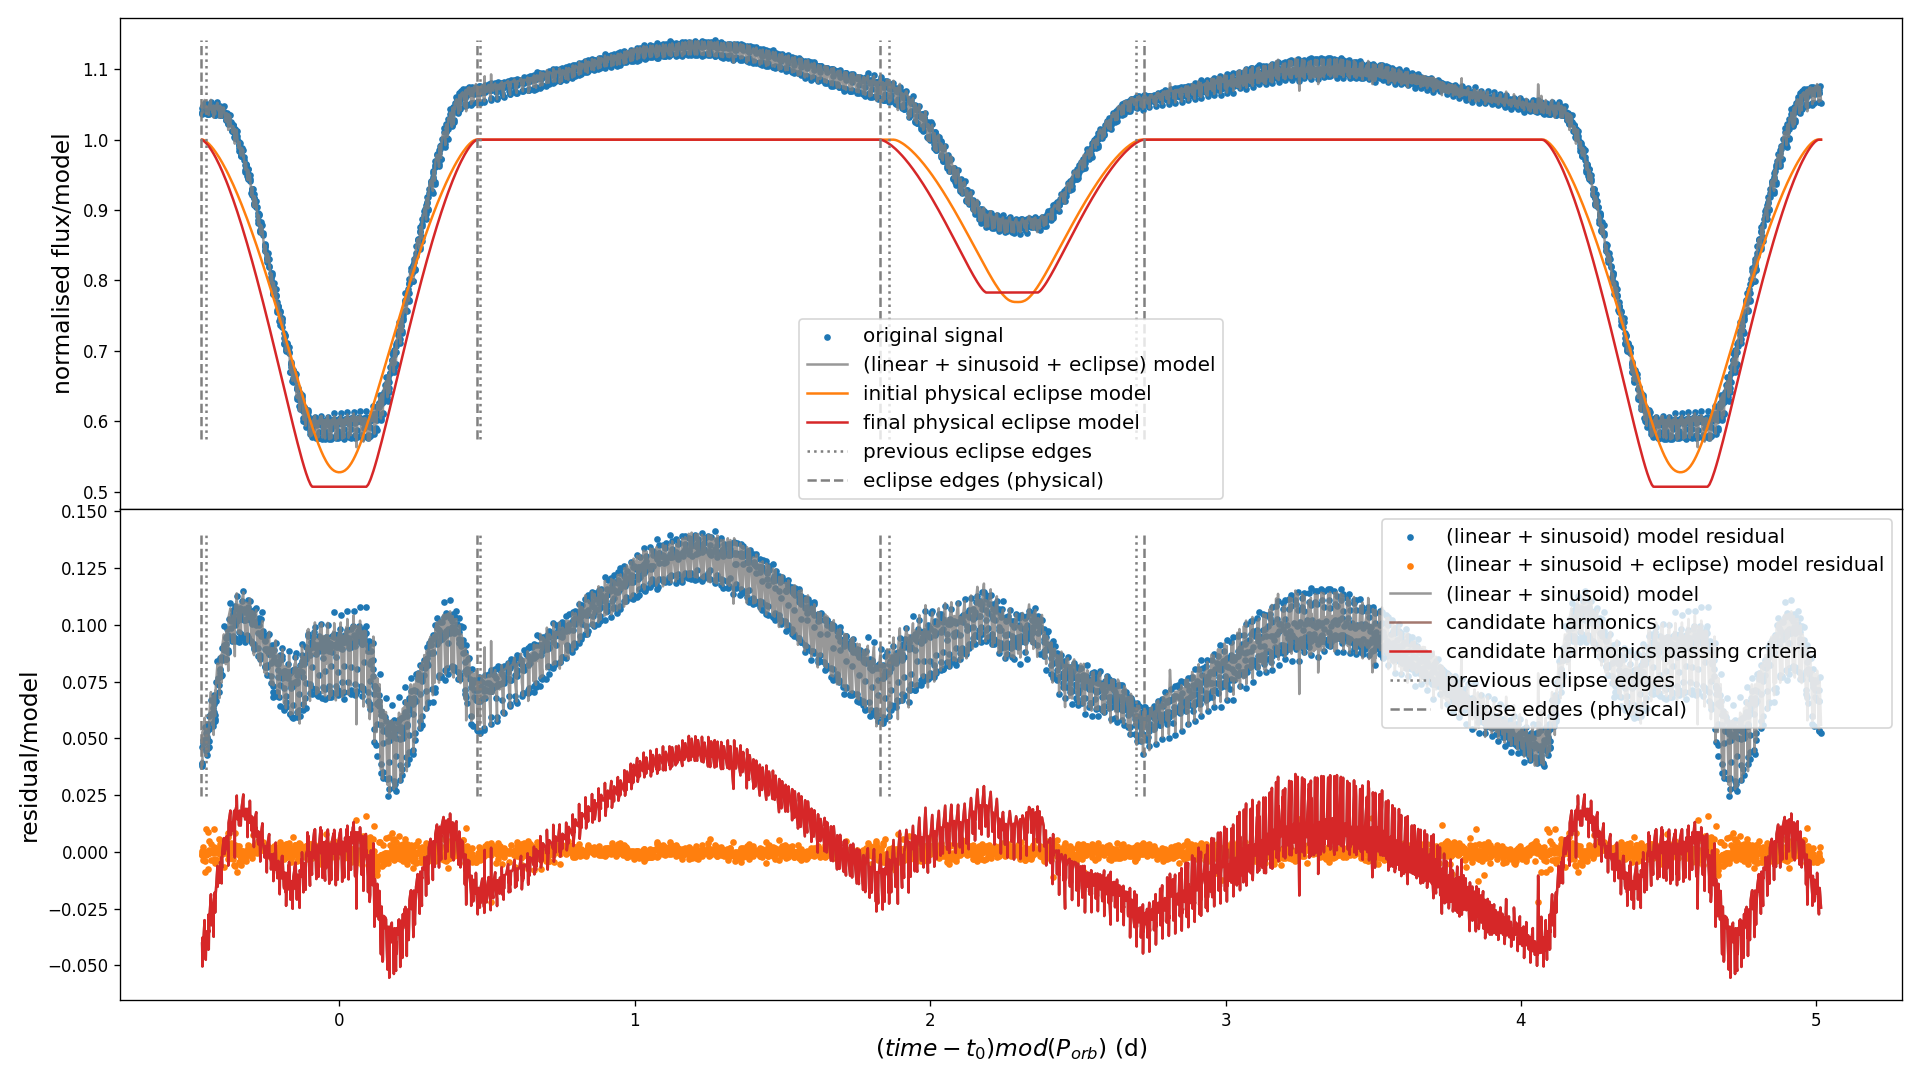 1.1
1.0
0.9
0.8
0.7
0.6
0.5
normalised flux/model
original signal
(linear + sinusoid + eclipse) model
initial physical eclipse model
final physical eclipse model
previous eclipse edges
eclipse edges (physical)
0.150
0.125
0.100
0.075
0.050
0.025
0.000
−0.025
−0.050
residual/model
(linear + sinusoid) model residual
(linear + sinusoid + eclipse) model residual
(linear + sinusoid) model
candidate harmonics
candidate harmonics passing criteria
previous eclipse edges
eclipse edges (physical)
0 1 2 3 4 5
(time − t₀)mod(Pₒᵣb) (d)